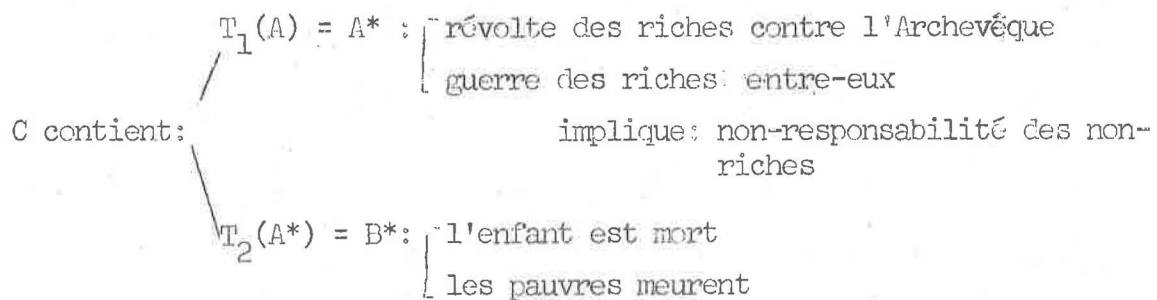 T1(A) = A* : révolte des riches contre l'Archevêque
guerre des riches entre-eux
C contient:
implique: non-responsabilité des non-
riches
T2(A*) = B*: l'enfant est mort
les pauvres meurent